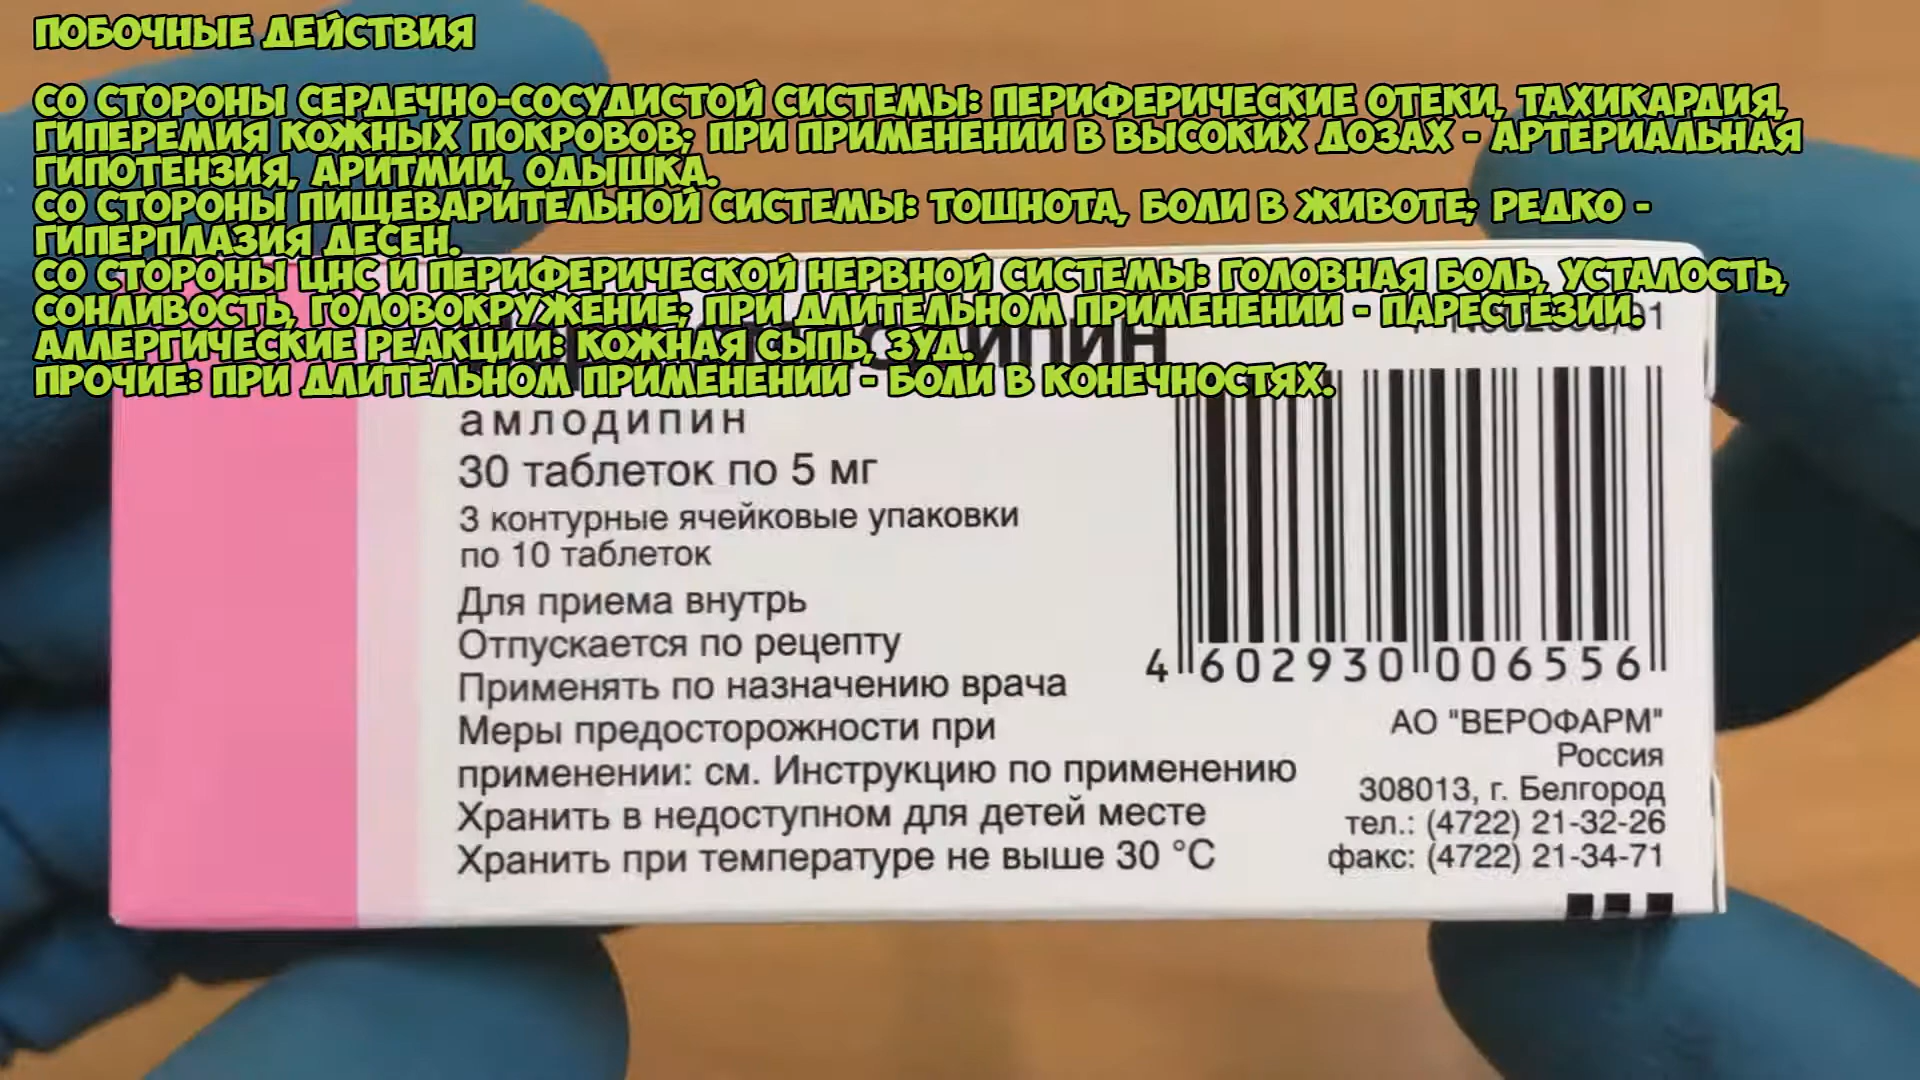 ПОБОЧНЫЕ ДЕЙСТВИЯ
СО СТОРОНЫ СЕРДЕЧНО-СОСУДИСТОЙ СИСТЕМЫ: ПЕРИФЕРИЧЕСКИЕ ОТЕКИ, ТАХИКАРДИЯ,
ГИПЕРЕМИЯ КОЖНЫХ ПОКРОВОВ; ПРИ ПРИМЕНЕНИИ В ВЫСОКИХ ДОЗАХ - АРТЕРИАЛЬНАЯ
ГИПОТЕНЗИЯ, АРИТМИИ, ОДЫШКА.
СО СТОРОНЫ ПИЩЕВАРИТЕЛЬНОЙ СИСТЕМЫ: ТОШНОТА, БОЛИ В ЖИВОТЕ; РЕДКО -
ГИПЕРПЛАЗИЯ ДЕСЕН.
СО СТОРОНЫ ЦНС И ПЕРИФЕРИЧЕСКОЙ НЕРВНОЙ СИСТЕМЫ: ГОЛОВНАЯ БОЛЬ, УСТАЛОСТЬ,
СОНЛИВОСТЬ, ГОЛОВОКРУЖЕНИЕ; ПРИ ДЛИТЕЛЬНОМ ПРИМЕНЕНИИ - ПАРЕСТЕЗИИ.
АЛЛЕРГИЧЕСКИЕ РЕАКЦИИ: КОЖНАЯ СЫПЬ, ЗУД.
ПРОЧИЕ: ПРИ ДЛИТЕЛЬНОМ ПРИМЕНЕНИИ - БОЛИ В КОНЕЧНОСТЯХ.
амлодипин
30 таблеток по 5 мг
3 контурные ячейковые упаковки
по 10 таблеток
Для приема внутрь
Отпускается по рецепту
Применять по назначению врача
Меры предосторожности при
применении: см. Инструкцию по применению
Хранить в недоступном для детей месте
Хранить при температуре не выше 30 °C
4 602930 006556
АО "ВЕРОФАРМ"
Россия
308013, г. Белгород
тел.: (4722) 21-32-26
факс: (4722) 21-34-71